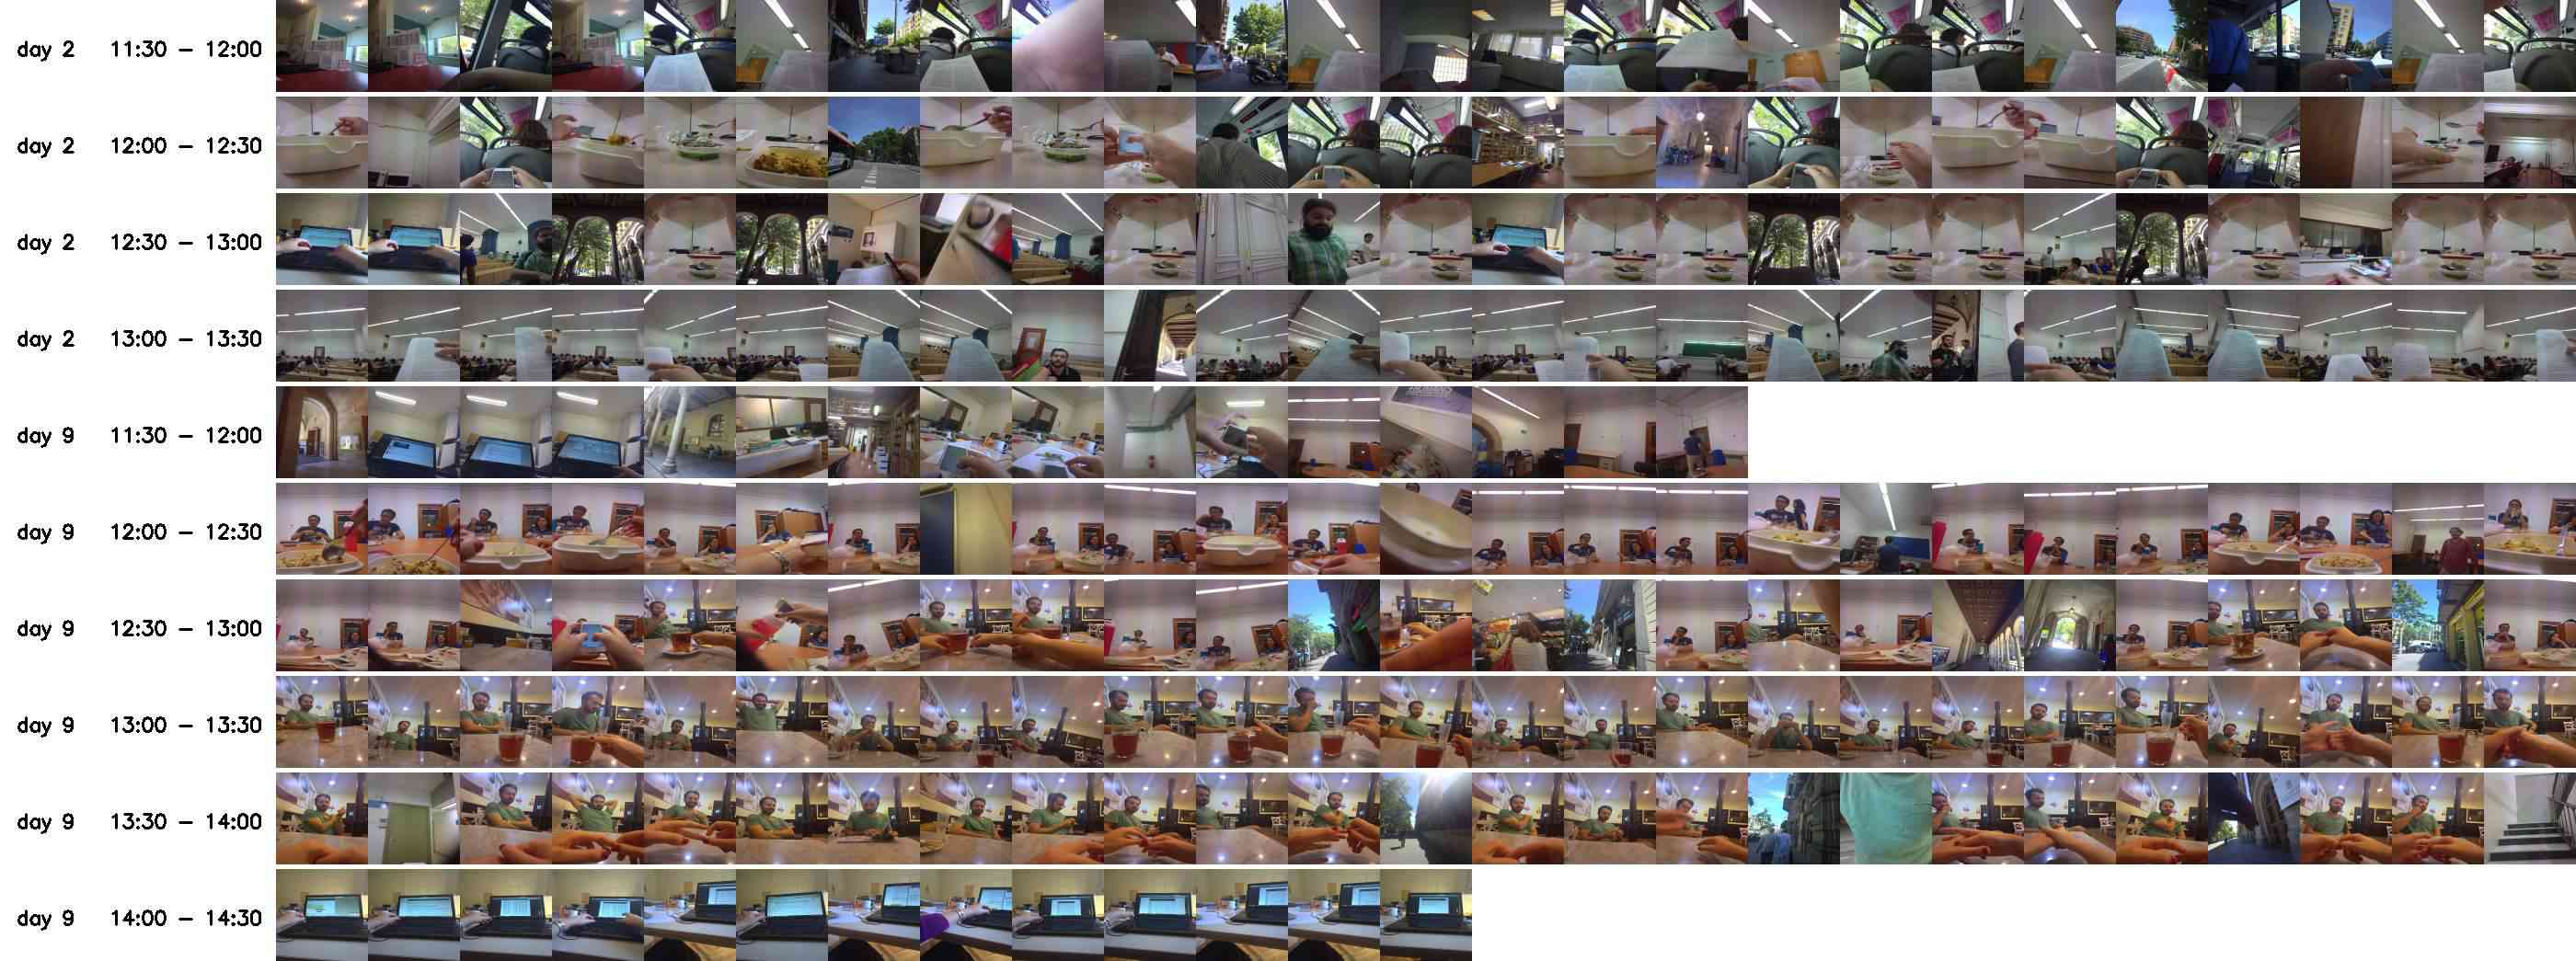 day 2 11:30 - 12:00
day 2 12:00 - 12:30
day 2 12:30 - 13:00
day 2 13:00 - 13:30
day 9 11:30 - 12:00
day 9 12:00 - 12:30
day 9 12:30 - 13:00
day 9 13:00 - 13:30
day 9 13:30 - 14:00
day 9 14:00 - 14:30